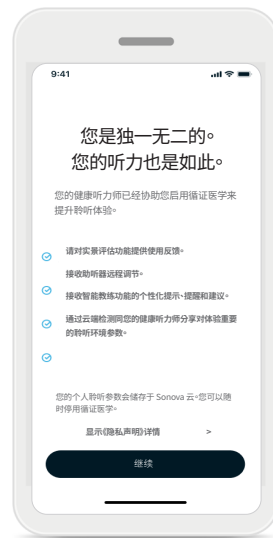 9:41
您是独一无二的。
您的听力也是如此。
您的健康听力师已经协助您启用循证医学来
提升聆听体验。
请对实景评估功能提供使用反馈。
接收助听器远程调节。
接收智能教练功能的个性化提示、提醒和建议。
通过云端检测同您的健康听力师分享对体验重要
的聆听环境参数。
您的个人聆听参数会储存于 Sonova 云。您可以随
时停用循证医学。
显示《隐私声明》详情 >
继续